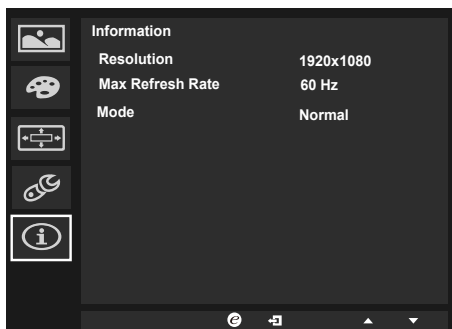 Information
Resolution 1920x1080
Max Refresh Rate 60 Hz
Mode Normal